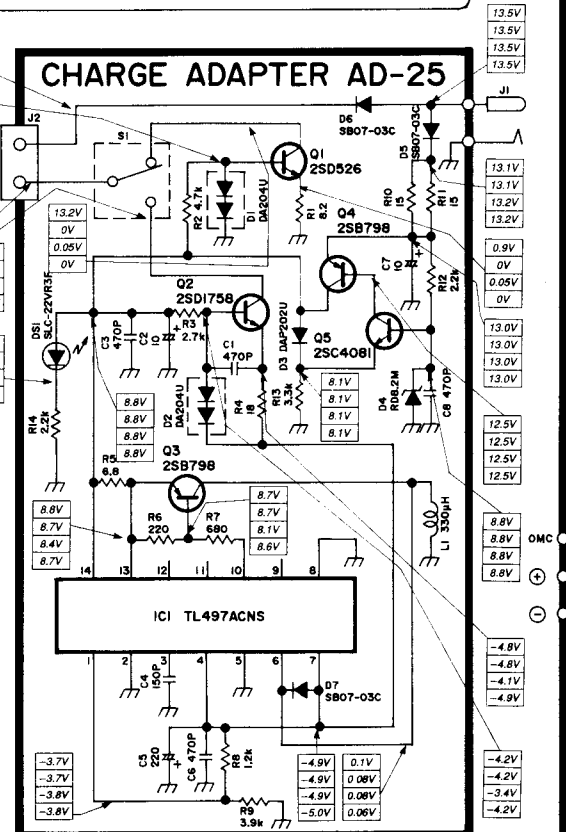 CHARGE ADAPTER AD-25
13.5V
13.5V
13.5V
13.5V
J2
S1
D6
SB07-03C
D5
SB07-03C
J1
Q1
2SD526
R2 4.7k
D1
DA204U
R1
8.2
Q4
2SB798
R10
15
R11
15
13.1V
13.1V
13.2V
13.2V
13.2V
0V
0.05V
0V
C7
10
+
R12
2.2k
0.9V
0V
0.05V
0V
DS1
SLC-22VR3F
Q2
2SD1758
C3
470P
C2
10
+
R3
2.7k
C1
470P
D3 DAP202U
Q5
2SC4081
13.0V
13.0V
13.0V
13.0V
D2
DA204U
R4
18
R13
3.3k
8.1V
8.1V
8.1V
8.1V
D4
RD8.2M
C8 470P
R14
2.2k
8.8V
8.8V
8.8V
8.8V
12.5V
12.5V
12.5V
12.5V
Q3
2SB798
R5
6.8
8.8V
8.7V
8.4V
8.7V
R6
220
R7
680
8.7V
8.7V
8.1V
8.6V
L1 330μH
8.8V
8.8V
8.8V
8.8V
OMC
+
−
14 13 12 11 10 9 8
IC1 TL497ACNS
1 2 3 4 5 6 7
C4
150P
D7
SB07-03C
-4.8V
-4.8V
-4.1V
-4.9V
C5
220
+
C6 470P
R8
1.2k
R9
3.9k
-3.7V
-3.7V
-3.8V
-3.8V
-4.9V
-4.9V
-4.9V
-5.0V
0.1V
0.08V
0.08V
0.06V
-4.2V
-4.2V
-3.4V
-4.2V